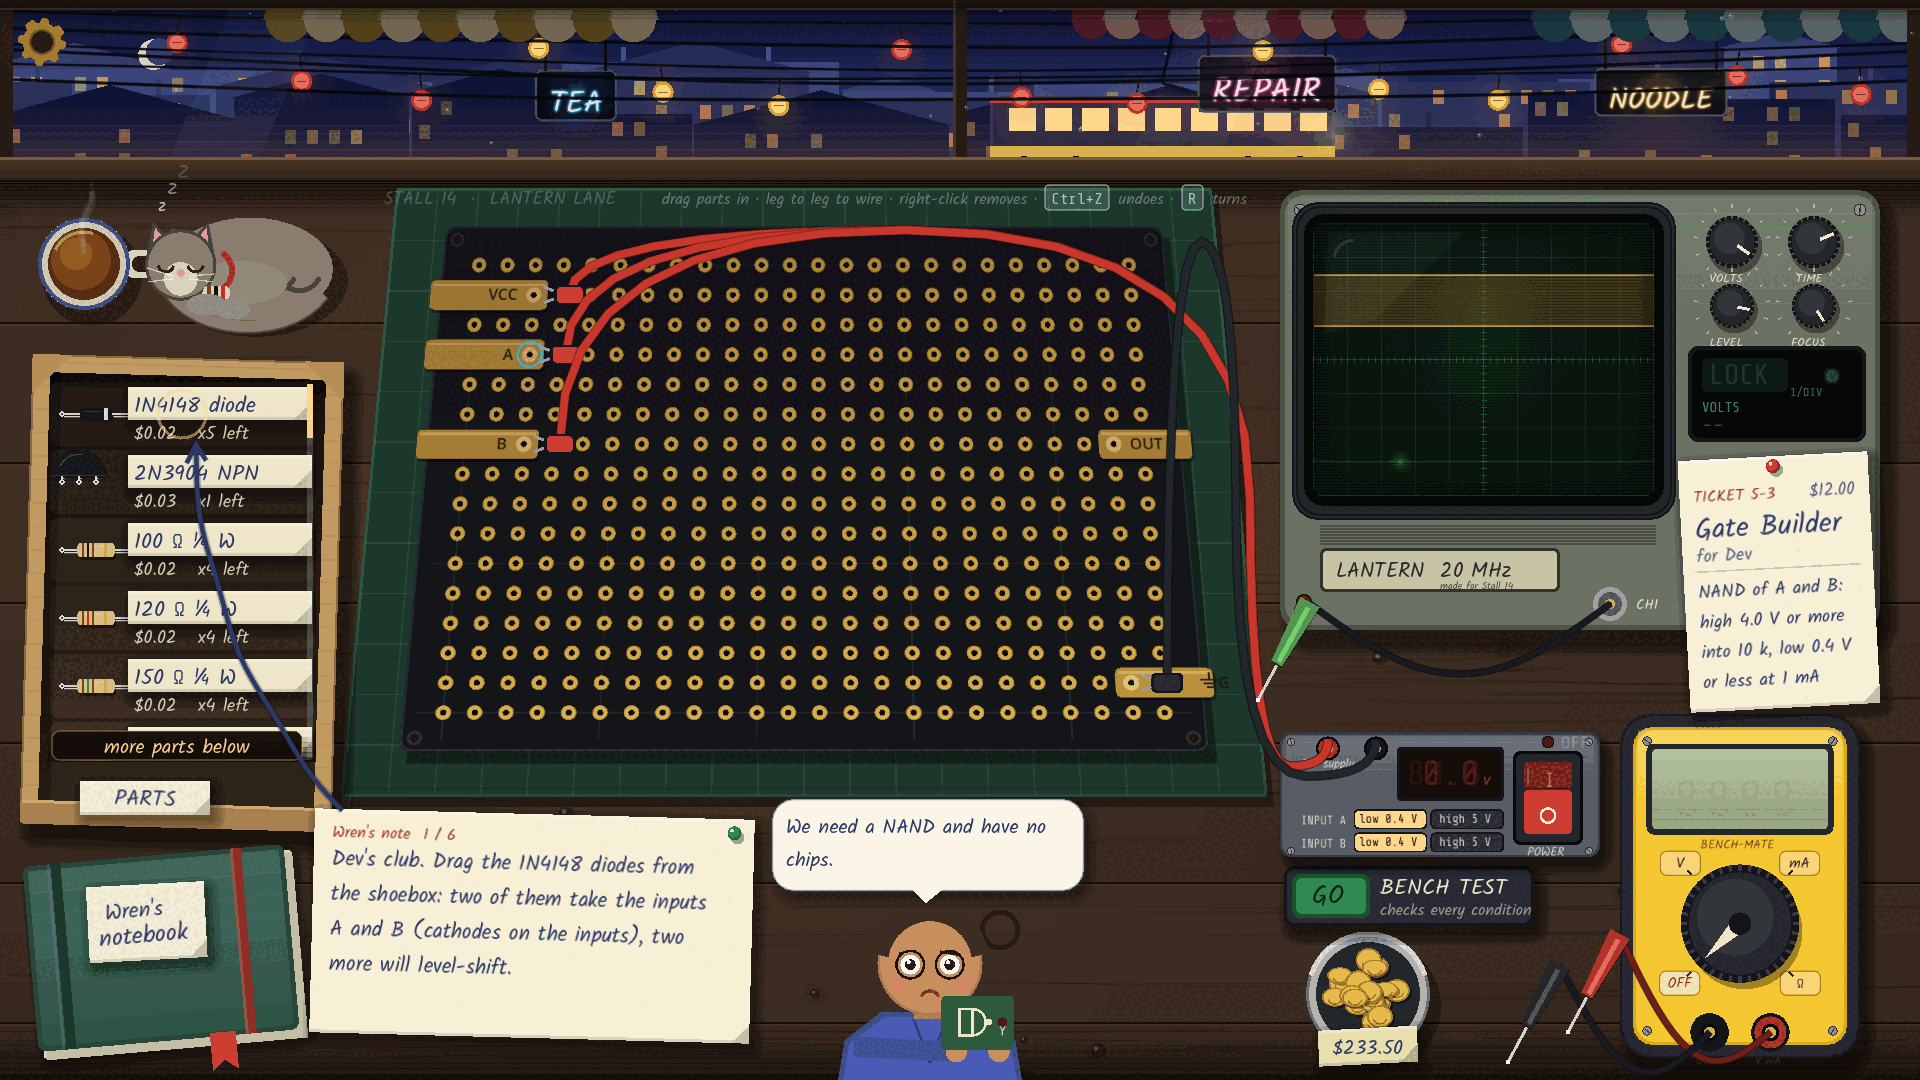 TEA
REPAIR
NOODLE
STALL 14 · LANTERN LANE
drag parts in · leg to leg to wire · right-click removes · Ctrl+Z undoes · R turns
z
z
z
VCC
A
B
OUT
G
1N4148 diode
$0.02 x5 left
2N3904 NPN
$0.03 x1 left
100 Ω ¼ W
$0.02 x4 left
120 Ω ¼ W
$0.02 x4 left
150 Ω ¼ W
$0.02 x4 left
more parts below
PARTS
Wren's
notebook
Wren's note 1 / 6
Dev's club. Drag the 1N4148 diodes from
the shoebox: two of them take the inputs
A and B (cathodes on the inputs), two
more will level-shift.
We need a NAND and have no
chips.
Y
VOLTS
TIME
LEVEL
FOCUS
LOCK
1/DIV
VOLTS
--
LANTERN 20 MHz
made for Stall 14
CH1
TICKET 5-3 $12.00
Gate Builder
for Dev
NAND of A and B:
high 4.0 V or more
into 10 k, low 0.4 V
or less at 1 mA
supply
0.0 V
OFF
INPUT A low 0.4 V high 5 V
INPUT B low 0.4 V high 5 V
POWER
GO
BENCH TEST
checks every condition
$233.50
BENCH-MATE
V
mA
OFF
Ω